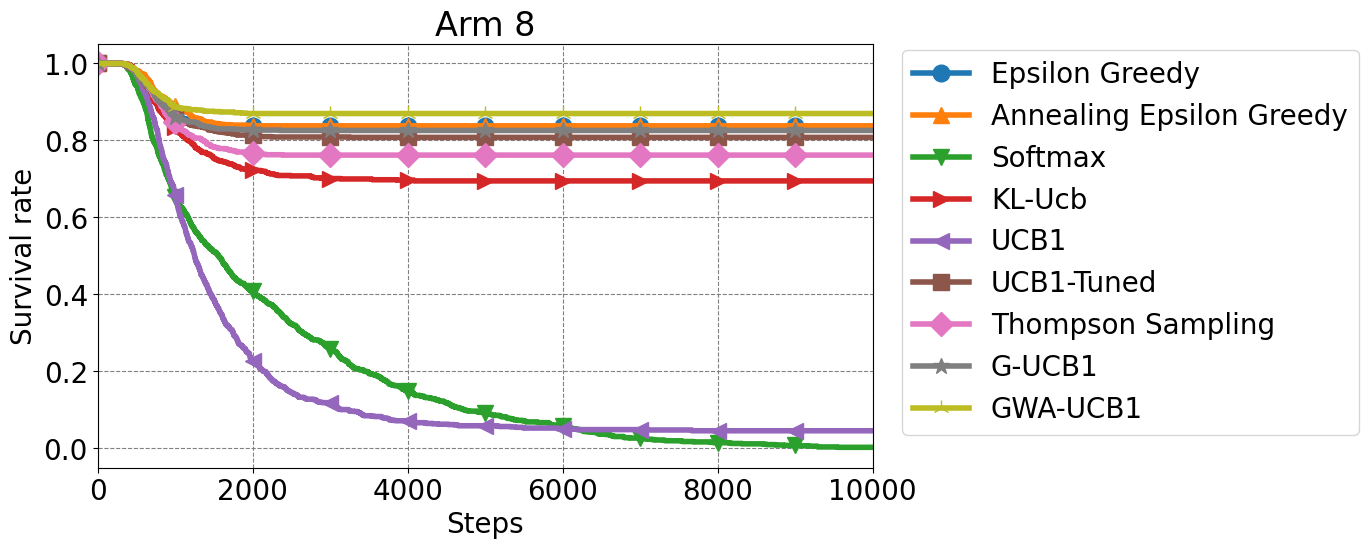 Arm 8
Survival rate
1.0
0.8
0.6
0.4
0.2
0.0
0 2000 4000 6000 8000 10000
Steps
Epsilon Greedy
Annealing Epsilon Greedy
Softmax
KL-Ucb
UCB1
UCB1-Tuned
Thompson Sampling
G-UCB1
GWA-UCB1